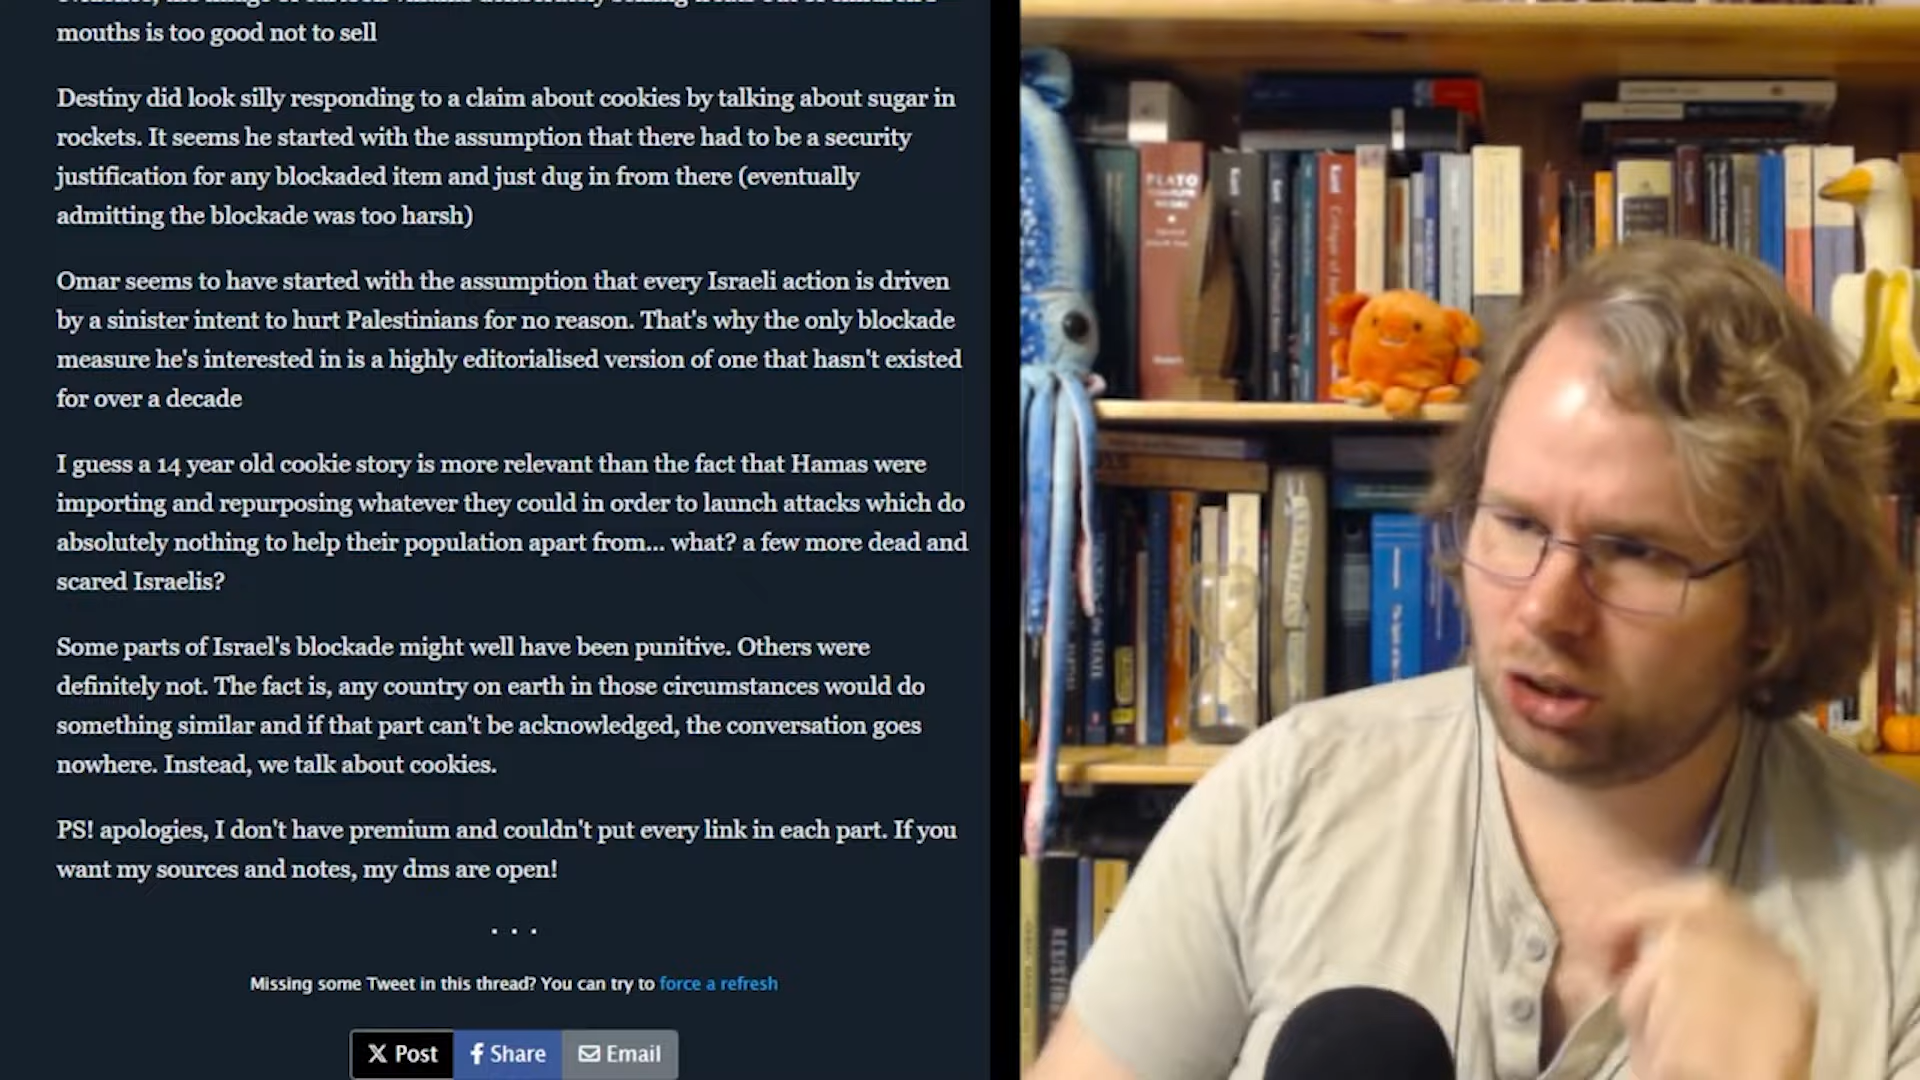 mouths is too good not to sell
Destiny did look silly responding to a claim about cookies by talking about sugar in
rockets. It seems he started with the assumption that there had to be a security
justification for any blockaded item and just dug in from there (eventually
admitting the blockade was too harsh)
Omar seems to have started with the assumption that every Israeli action is driven
by a sinister intent to hurt Palestinians for no reason. That's why the only blockade
measure he's interested in is a highly editorialised version of one that hasn't existed
for over a decade
I guess a 14 year old cookie story is more relevant than the fact that Hamas were
importing and repurposing whatever they could in order to launch attacks which do
absolutely nothing to help their population apart from... what? a few more dead and
scared Israelis?
Some parts of Israel's blockade might well have been punitive. Others were
definitely not. The fact is, any country on earth in those circumstances would do
something similar and if that part can't be acknowledged, the conversation goes
nowhere. Instead, we talk about cookies.
PS! apologies, I don't have premium and couldn't put every link in each part. If you
want my sources and notes, my dms are open!
. . .
Missing some Tweet in this thread? You can try to force a refresh
X Post
f Share
Email
PLATO